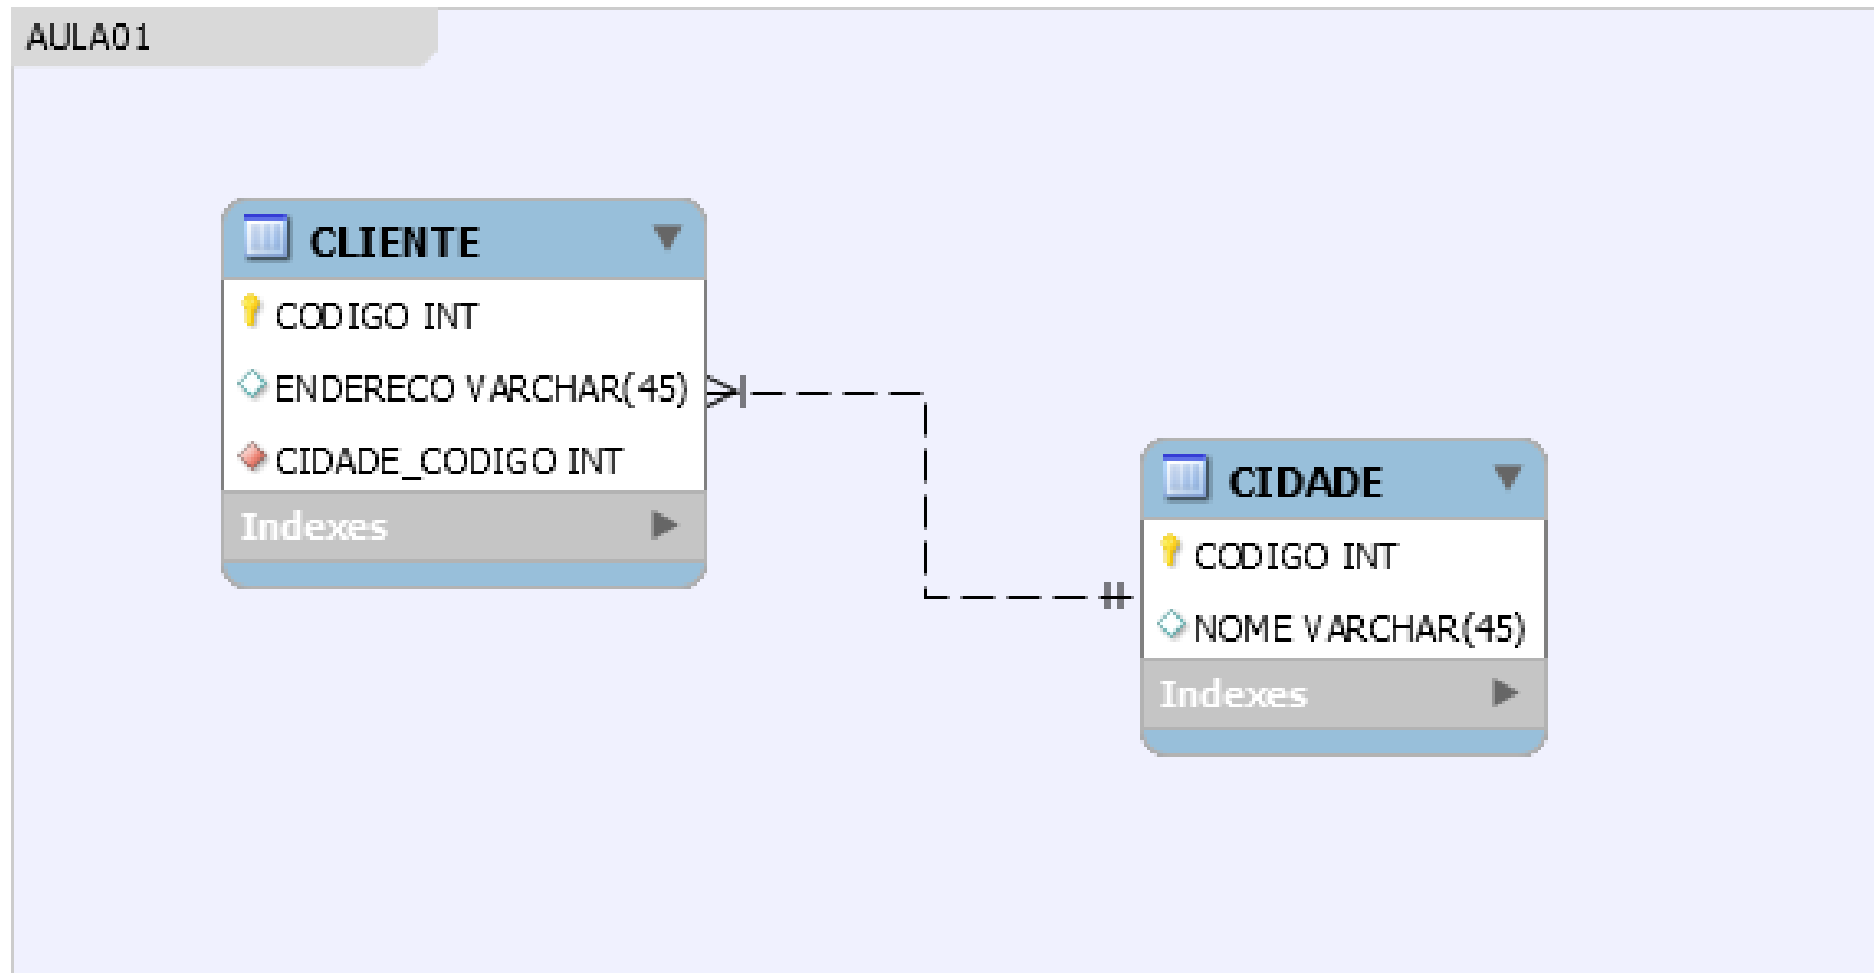 AULA01
CLIENTE
CODIGO INT
ENDERECO VARCHAR(45)
CIDADE_CODIGO INT
Indexes
CIDADE
CODIGO INT
NOME VARCHAR(45)
Indexes